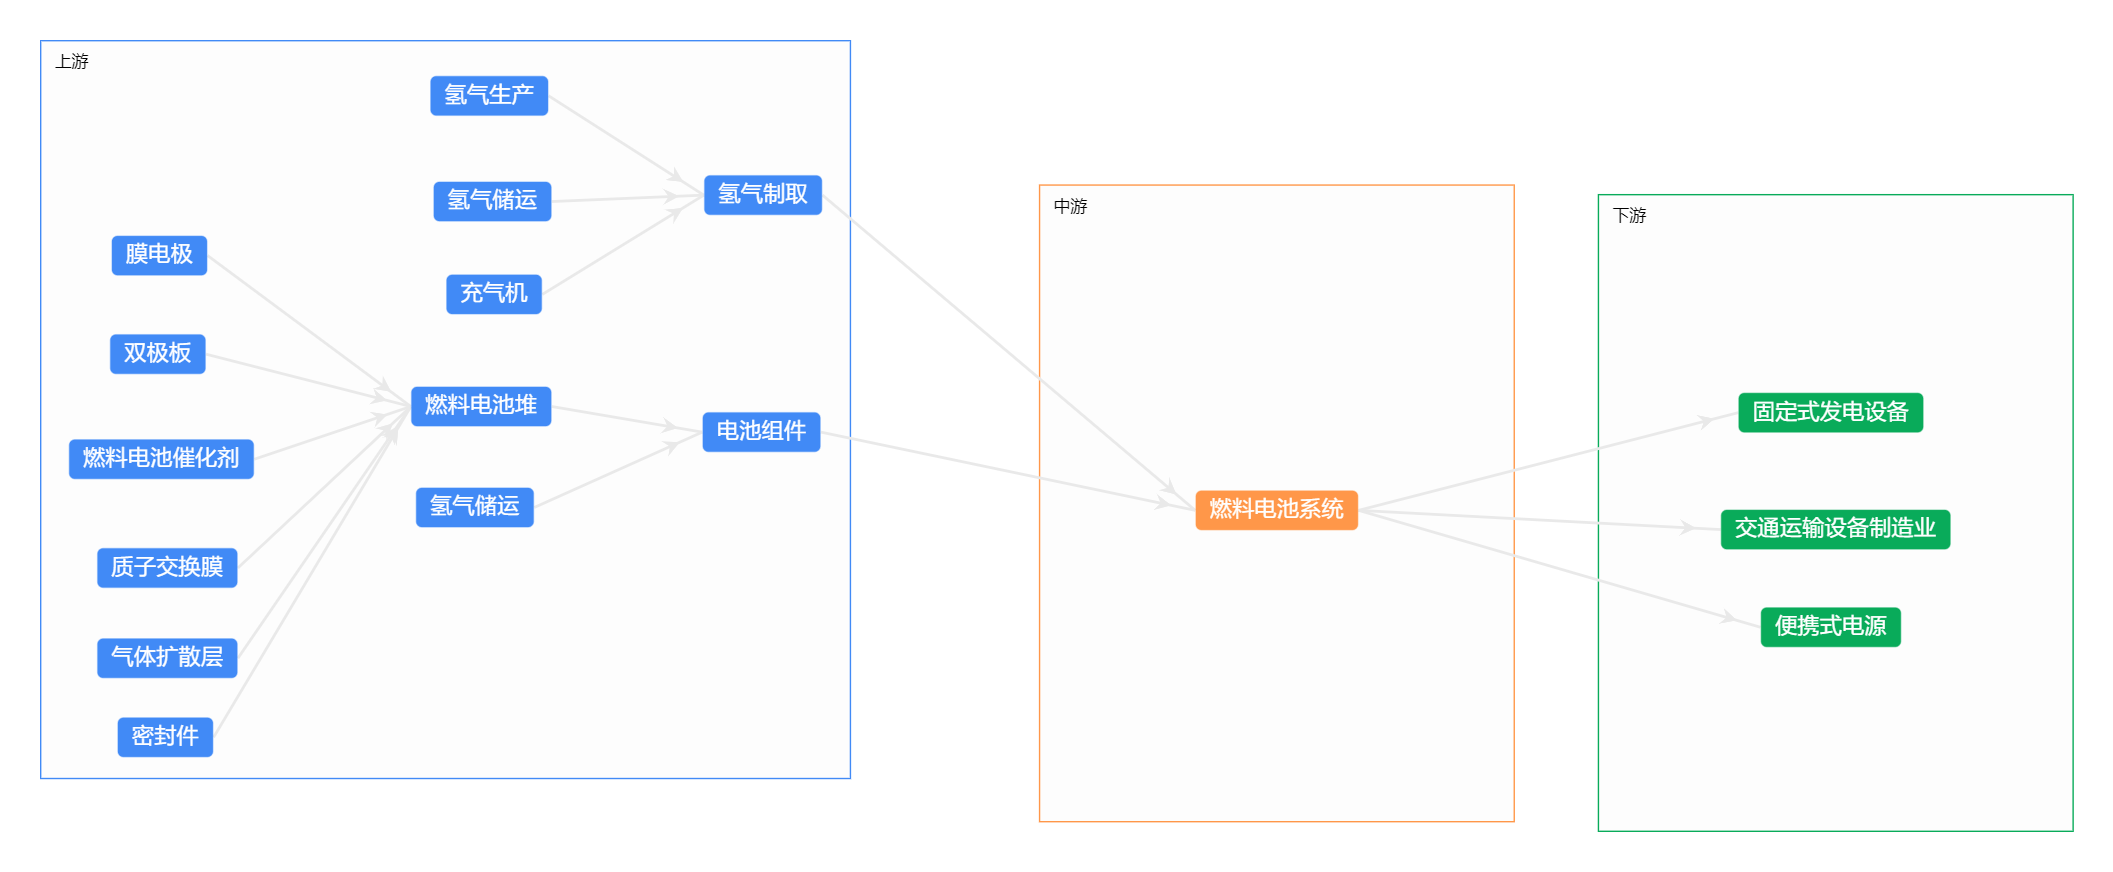 上游
氢气生产
氢气储运
充气机
氢气制取
膜电极
双极板
燃料电池催化剂
质子交换膜
气体扩散层
密封件
燃料电池堆
氢气储运
电池组件
中游
燃料电池系统
下游
固定式发电设备
交通运输设备制造业
便携式电源